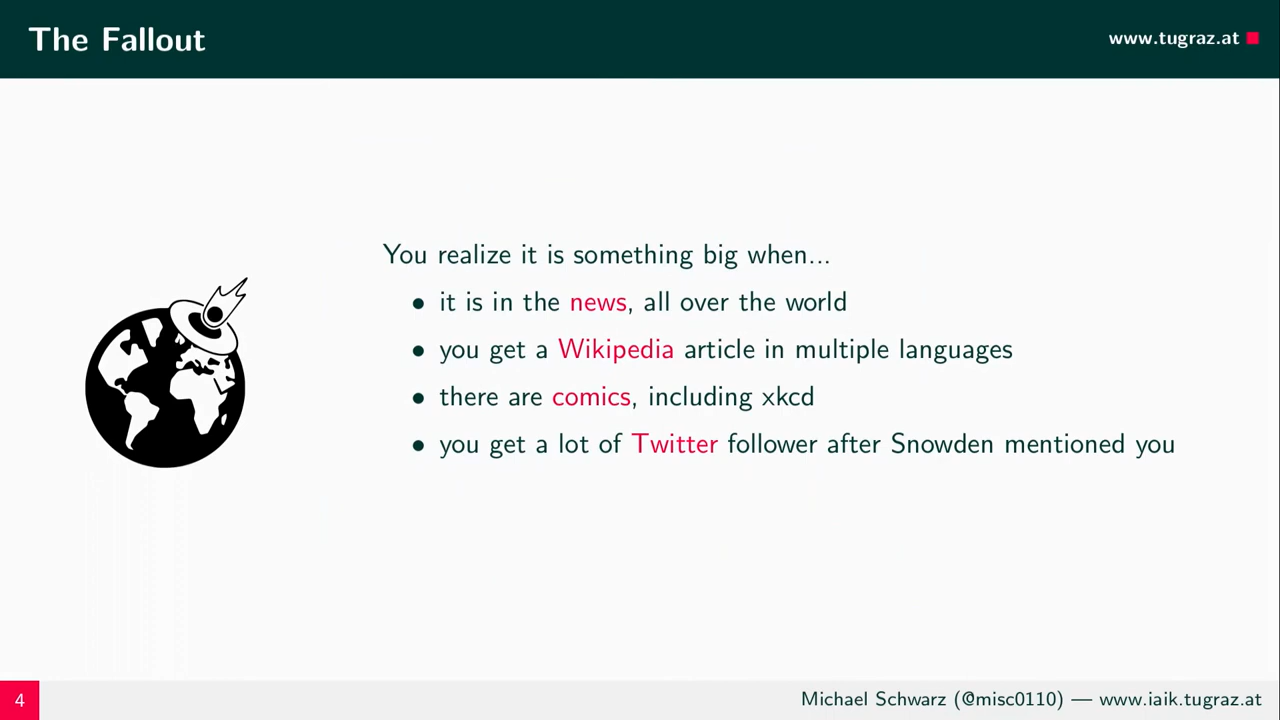 The Fallout
www.tugraz.at
You realize it is something big when...
• it is in the news, all over the world
• you get a Wikipedia article in multiple languages
• there are comics, including xkcd
• you get a lot of Twitter follower after Snowden mentioned you
4
Michael Schwarz (@misc0110) — www.iaik.tugraz.at